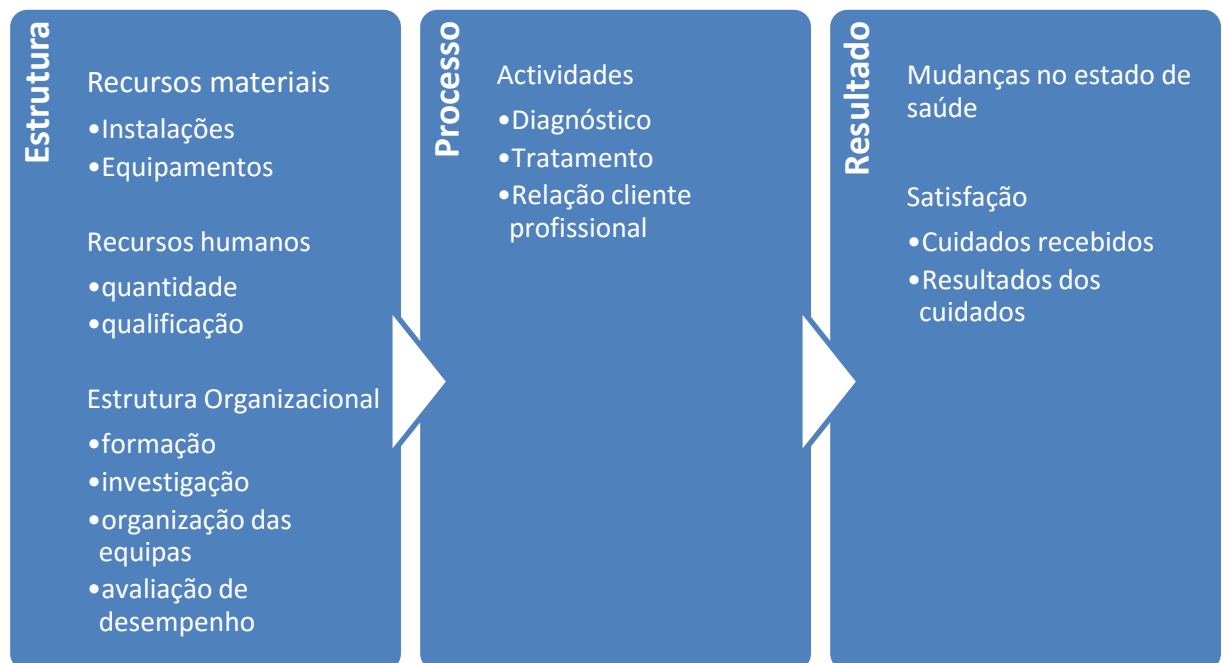 Estrutura
Recursos materiais
•Instalações
•Equipamentos
Recursos humanos
•quantidade
•qualificação
Estrutura Organizacional
•formação
•investigação
•organização das
equipas
•avaliação de
desempenho
Processo
Actividades
•Diagnóstico
•Tratamento
•Relação cliente
profissional
Resultado
Mudanças no estado de
saúde
Satisfação
•Cuidados recebidos
•Resultados dos
cuidados